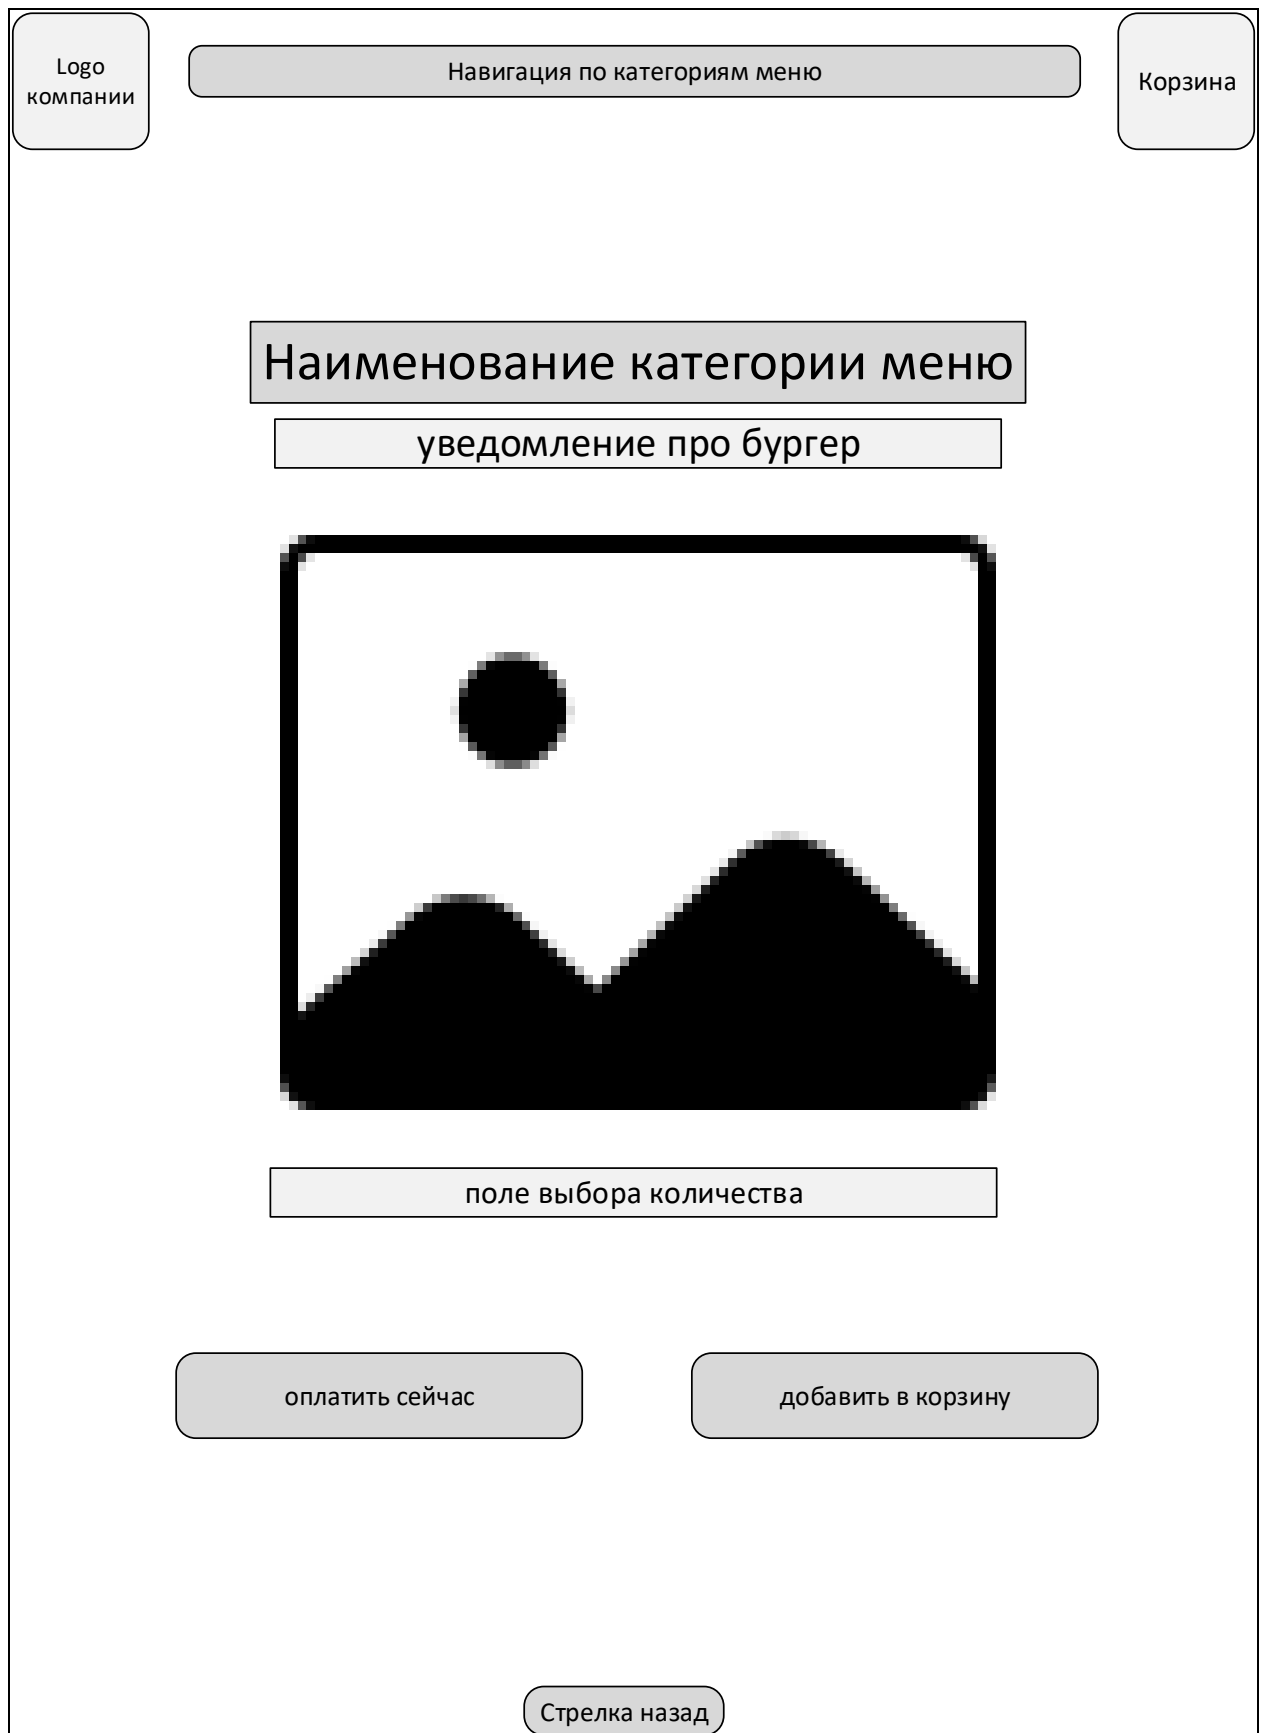 Logo
компании
Навигация по категориям меню
Корзина
Наименование категории меню
уведомление про бургер
поле выбора количества
оплатить сейчас
добавить в корзину
Стрелка назад